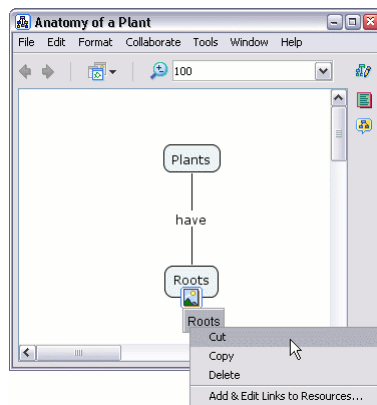 Anatomy of a Plant
File Edit Format Collaborate Tools Window Help
100
Plants
have
Roots
Roots
Cut
Copy
Delete
Add & Edit Links to Resources...